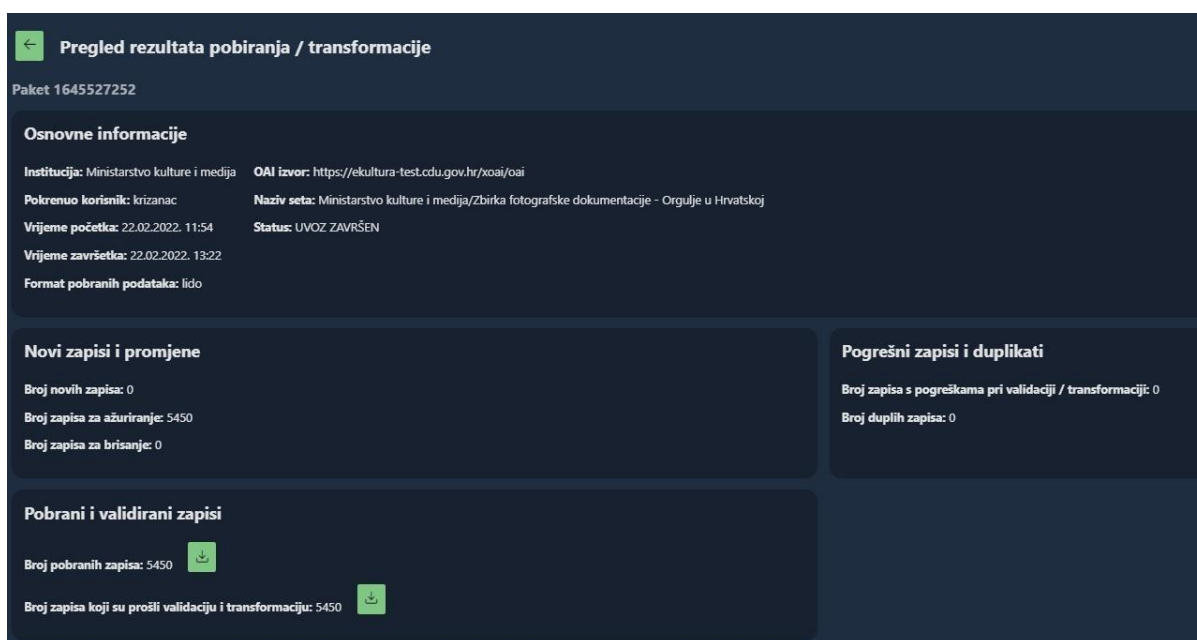 Pregled rezultata pobiranja / transformacije
Paket 1645527252
Osnovne informacije
Institucija: Ministarstvo kulture i medija OAI izvor: https://ekultura-test.cdu.gov.hr/xoai/oai
Pokrenuo korisnik: krizanac Naziv seta: Ministarstvo kulture i medija/Zbirka fotografske dokumentacije - Orgulje u Hrvatskoj
Vrijeme početka: 22.02.2022. 11:54 Status: UVOZ ZAVRŠEN
Vrijeme završetka: 22.02.2022. 13:22
Format pobranih podataka: lido
Novi zapisi i promjene
Broj novih zapisa: 0
Broj zapisa za ažuriranje: 5450
Broj zapisa za brisanje: 0
Pogrešni zapisi i duplikati
Broj zapisa s pogreškama pri validaciji / transformaciji: 0
Broj duplih zapisa: 0
Pobrani i validirani zapisi
Broj pobranih zapisa: 5450
Broj zapisa koji su prošli validaciju i transformaciju: 5450